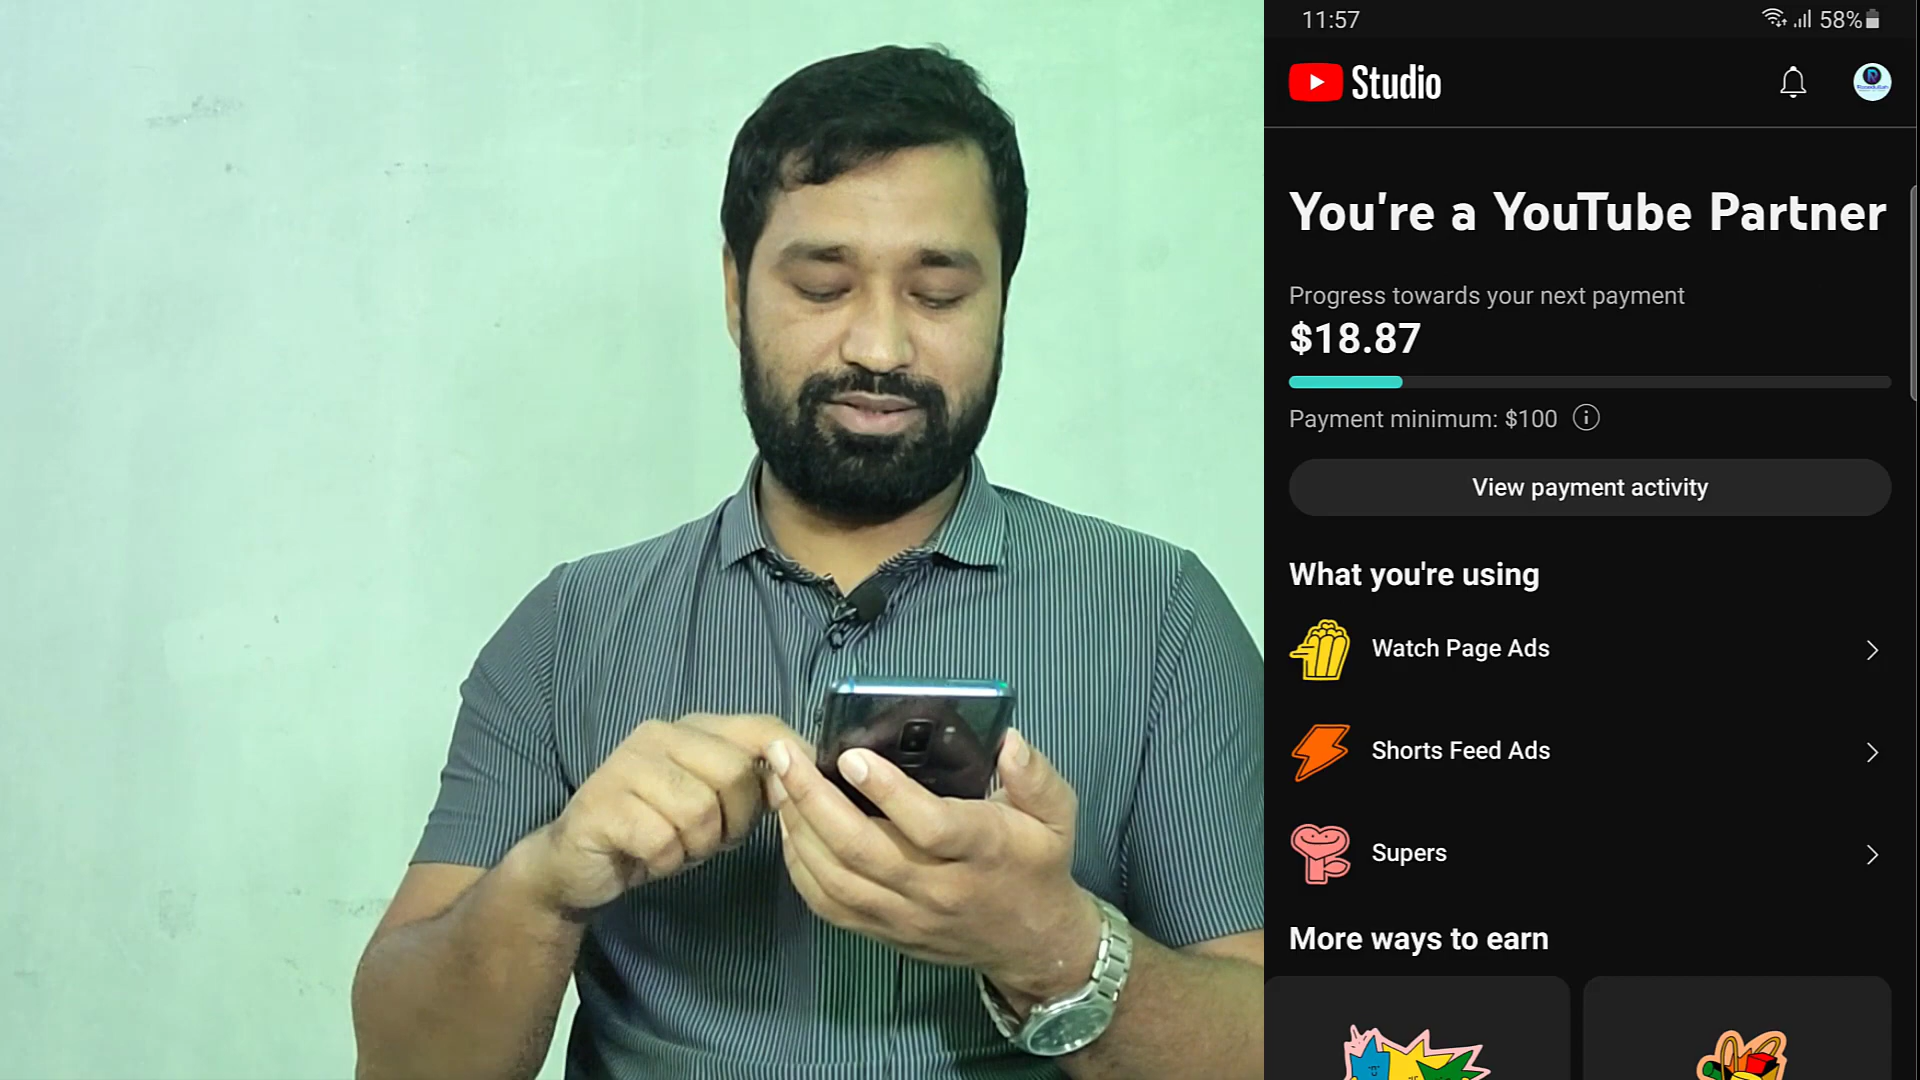 11:57
58%
Studio
You're a YouTube Partner
Progress towards your next payment
$18.87
Payment minimum: $100
View payment activity
What you're using
Watch Page Ads
Shorts Feed Ads
Supers
More ways to earn